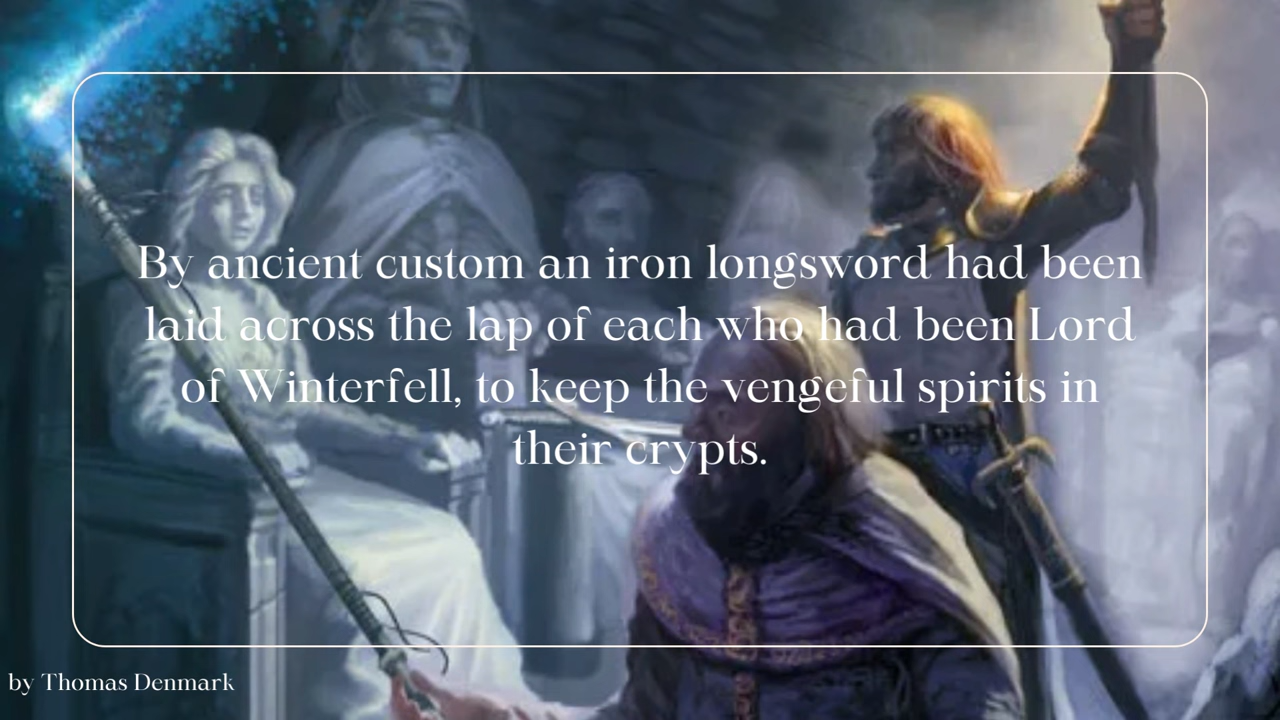 By ancient custom an iron longsword had been
laid across the lap of each who had been Lord
of Winterfell, to keep the vengeful spirits in
their crypts.
by Thomas Denmark